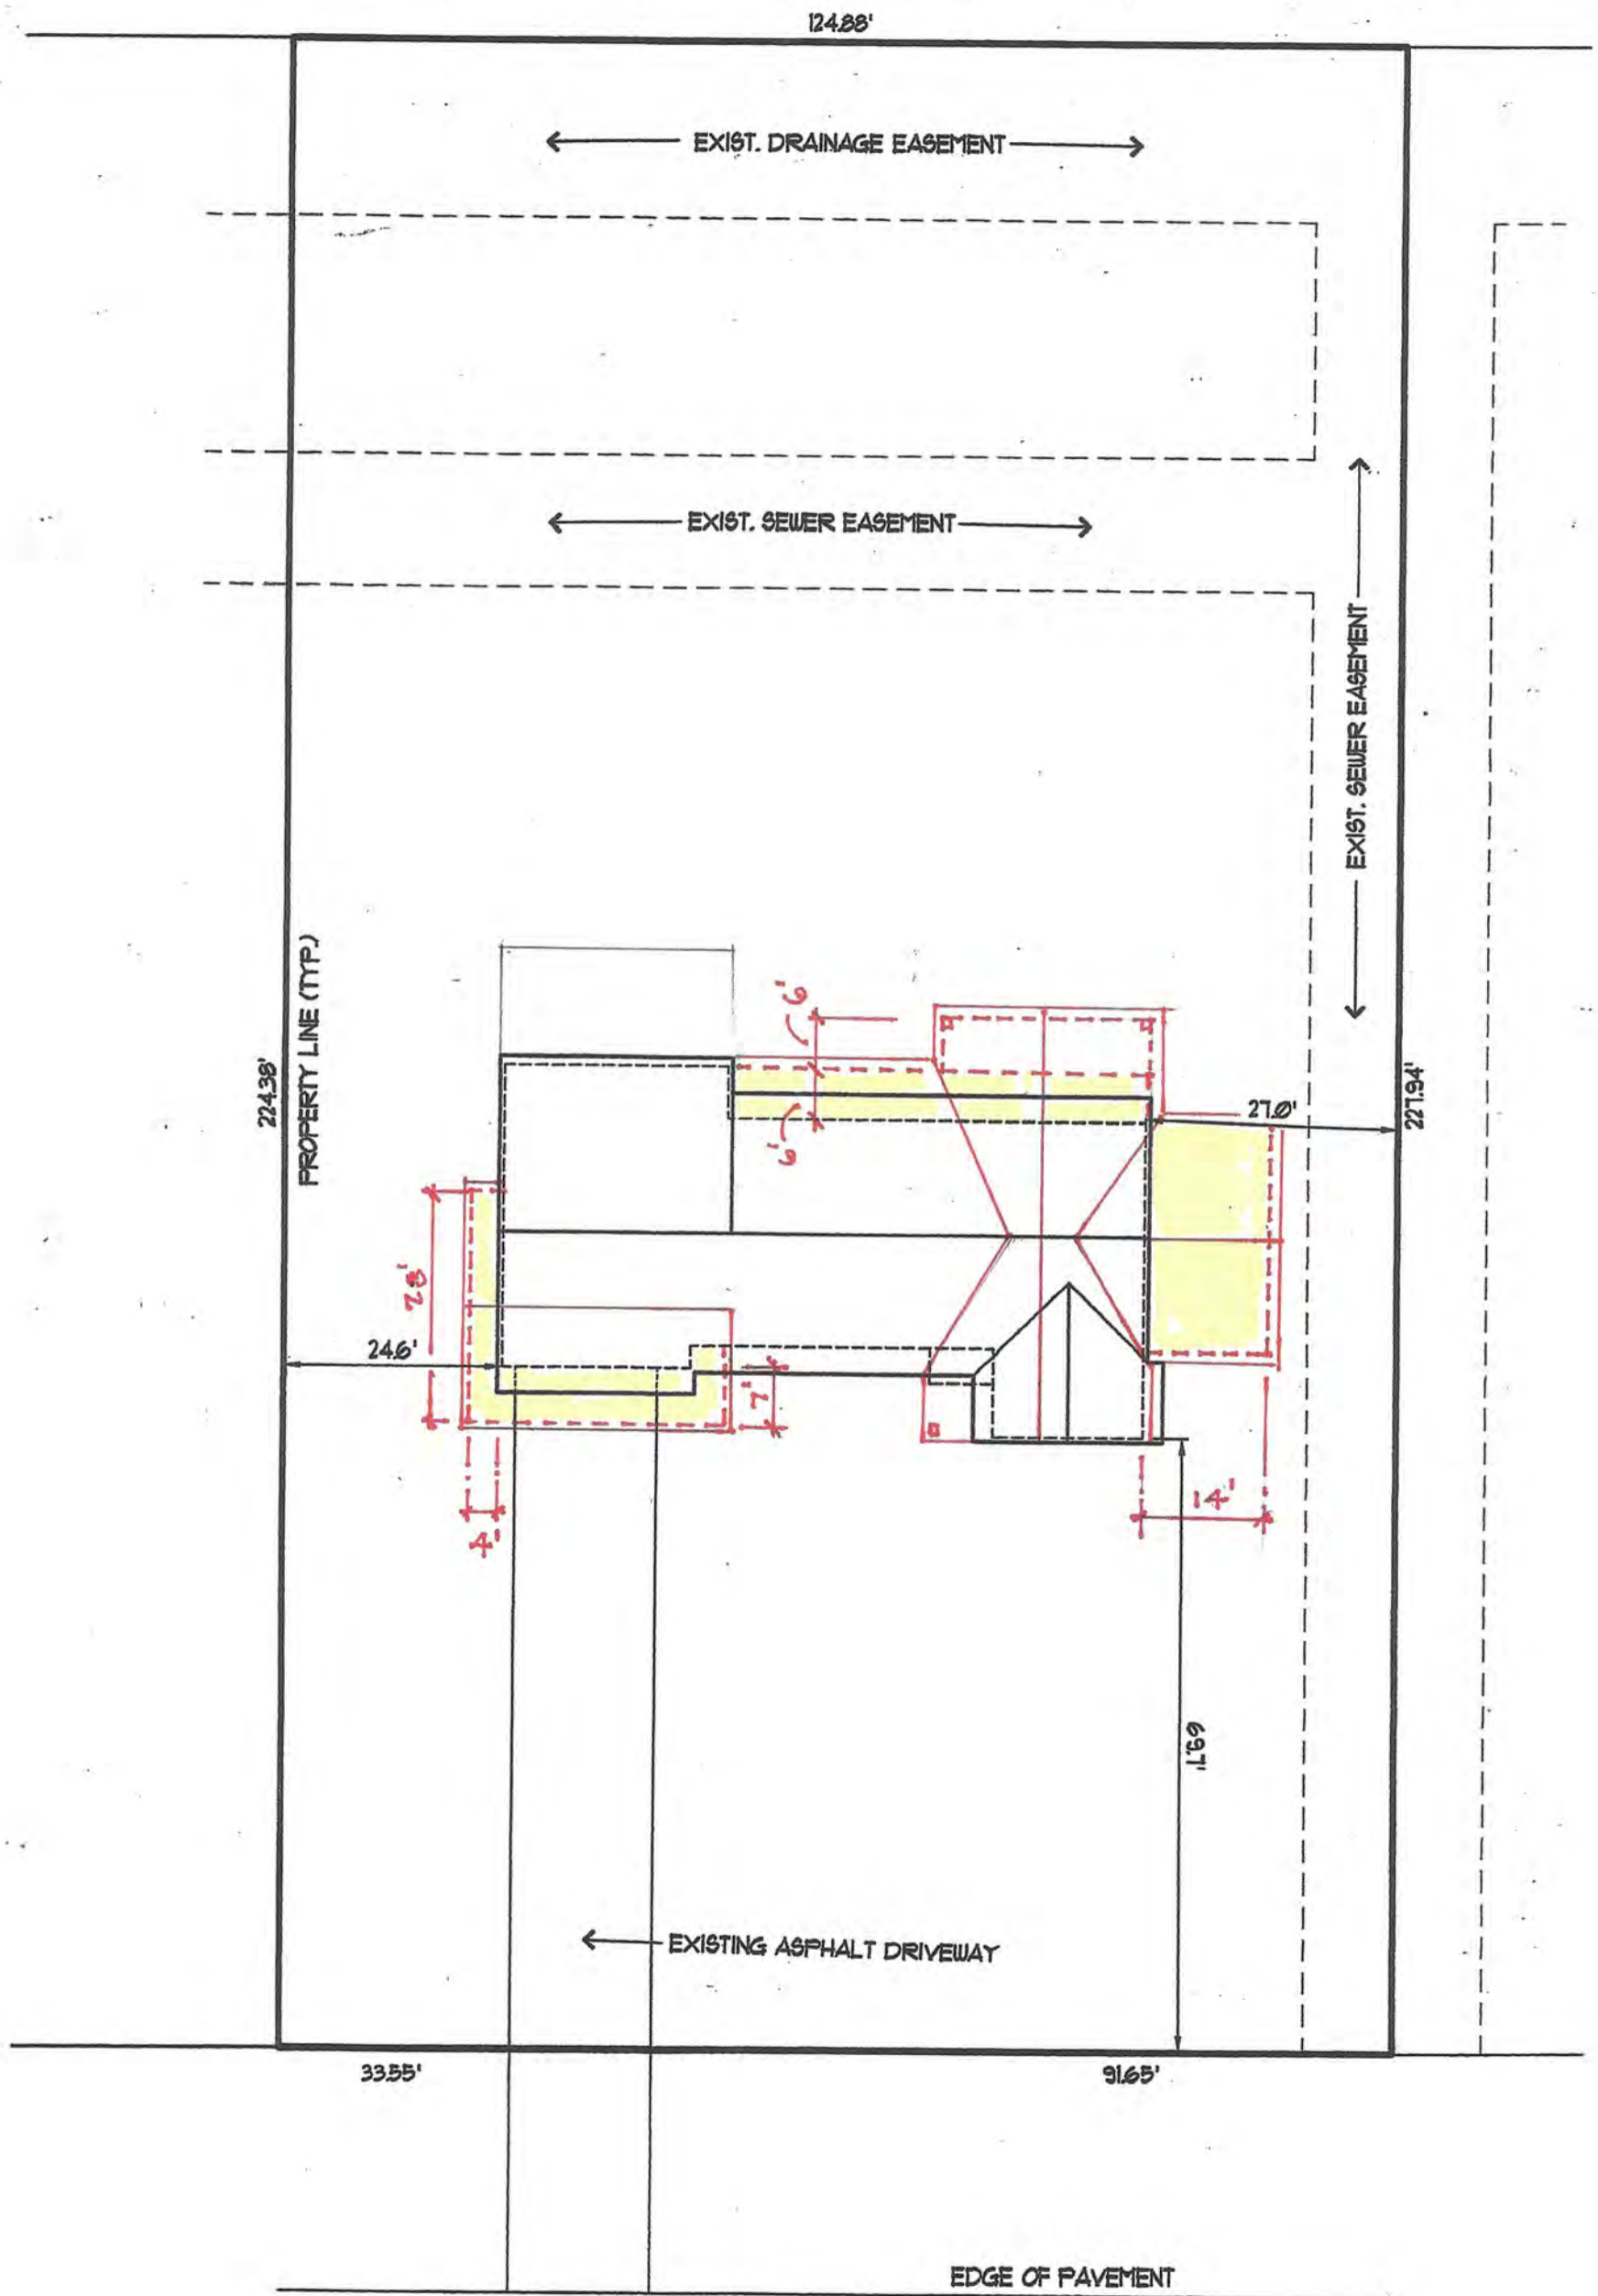 124.88'
EXIST. DRAINAGE EASEMENT
EXIST. SEWER EASEMENT
EXIST. SEWER EASEMENT
PROPERTY LINE (TYP.)
224.38'
227.94'
6'
6'
27.0'
28'
24.6'
7'
4'
14'
69.7'
EXISTING ASPHALT DRIVEWAY
33.55'
91.65'
EDGE OF PAVEMENT